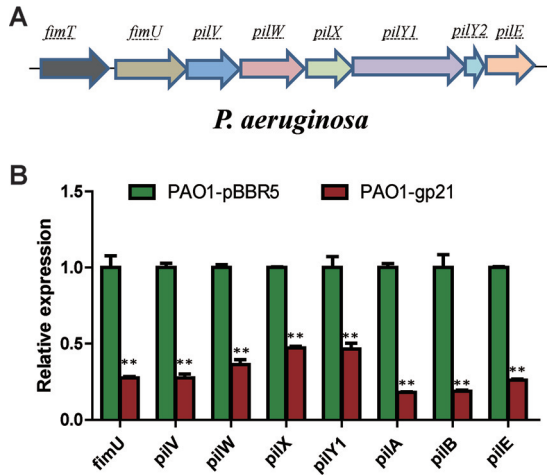 A
fimT fimU pilV pilW pilX pilY1 pilY2 pilE
P. aeruginosa
B
PAO1-pBBR5 PAO1-gp21
Relative expression
1.5
1.0
0.5
0.0
** ** ** ** ** ** ** **
fimU pilV pilW pilX pilY1 pilA pilB pilE